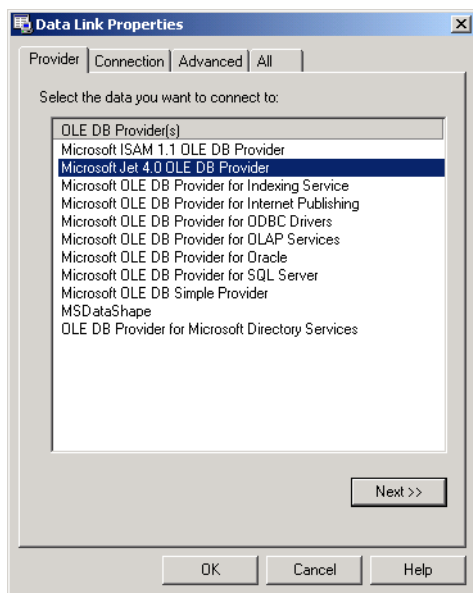 Data Link Properties
Provider Connection Advanced All
Select the data you want to connect to:
OLE DB Provider(s)
Microsoft ISAM 1.1 OLE DB Provider
Microsoft Jet 4.0 OLE DB Provider
Microsoft OLE DB Provider for Indexing Service
Microsoft OLE DB Provider for Internet Publishing
Microsoft OLE DB Provider for ODBC Drivers
Microsoft OLE DB Provider for OLAP Services
Microsoft OLE DB Provider for Oracle
Microsoft OLE DB Provider for SQL Server
Microsoft OLE DB Simple Provider
MSDataShape
OLE DB Provider for Microsoft Directory Services
Next >>
OK Cancel Help